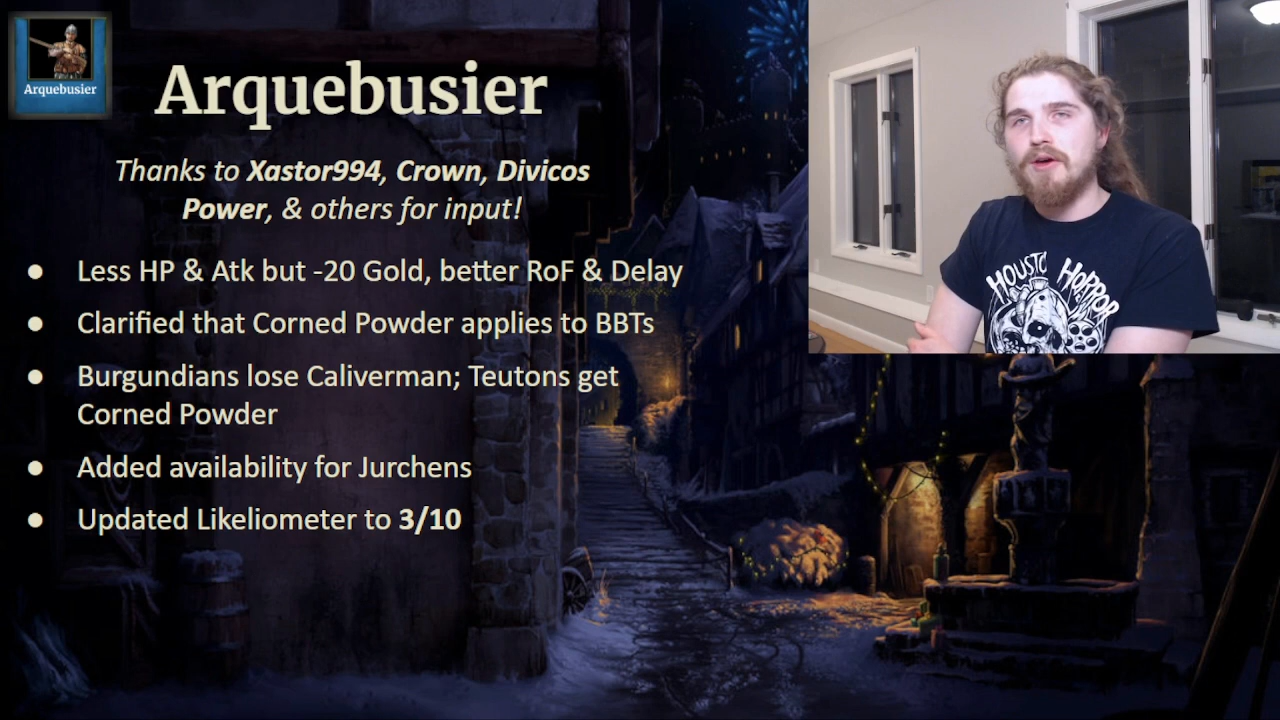 Arquebusier
Arquebusier
Thanks to Xastor994, Crown, Divicos
Power, & others for input!
● Less HP & Atk but -20 Gold, better RoF & Delay
● Clarified that Corned Powder applies to BBTs
● Burgundians lose Caliverman; Teutons get
Corned Powder
● Added availability for Jurchens
● Updated Likeliometer to 3/10
HOUSTO HORROR